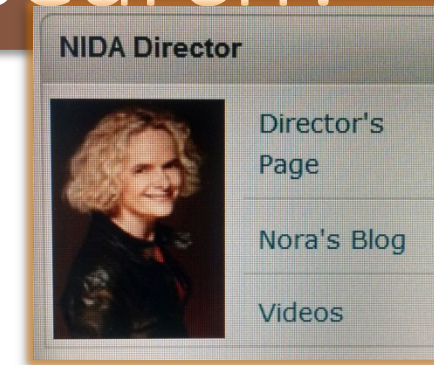 NIDA Director
Director's
Page
Nora's Blog
Videos